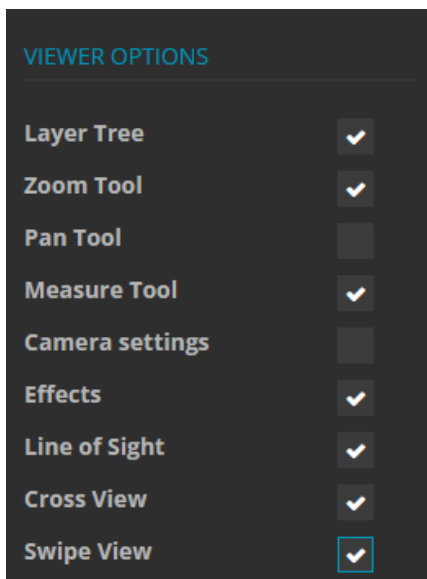 VIEWER OPTIONS
Layer Tree
Zoom Tool
Pan Tool
Measure Tool
Camera settings
Effects
Line of Sight
Cross View
Swipe View